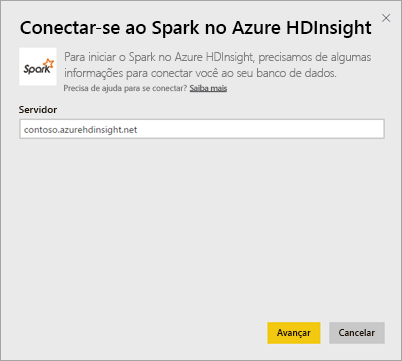 Conectar-se ao Spark no Azure HDInsight
Spark
Para iniciar o Spark no Azure HDInsight, precisamos de algumas
informações para conectar você ao seu banco de dados.
Precisa de ajuda para se conectar? Saiba mais
Servidor
contoso.azurehdinsight.net
Avançar Cancelar